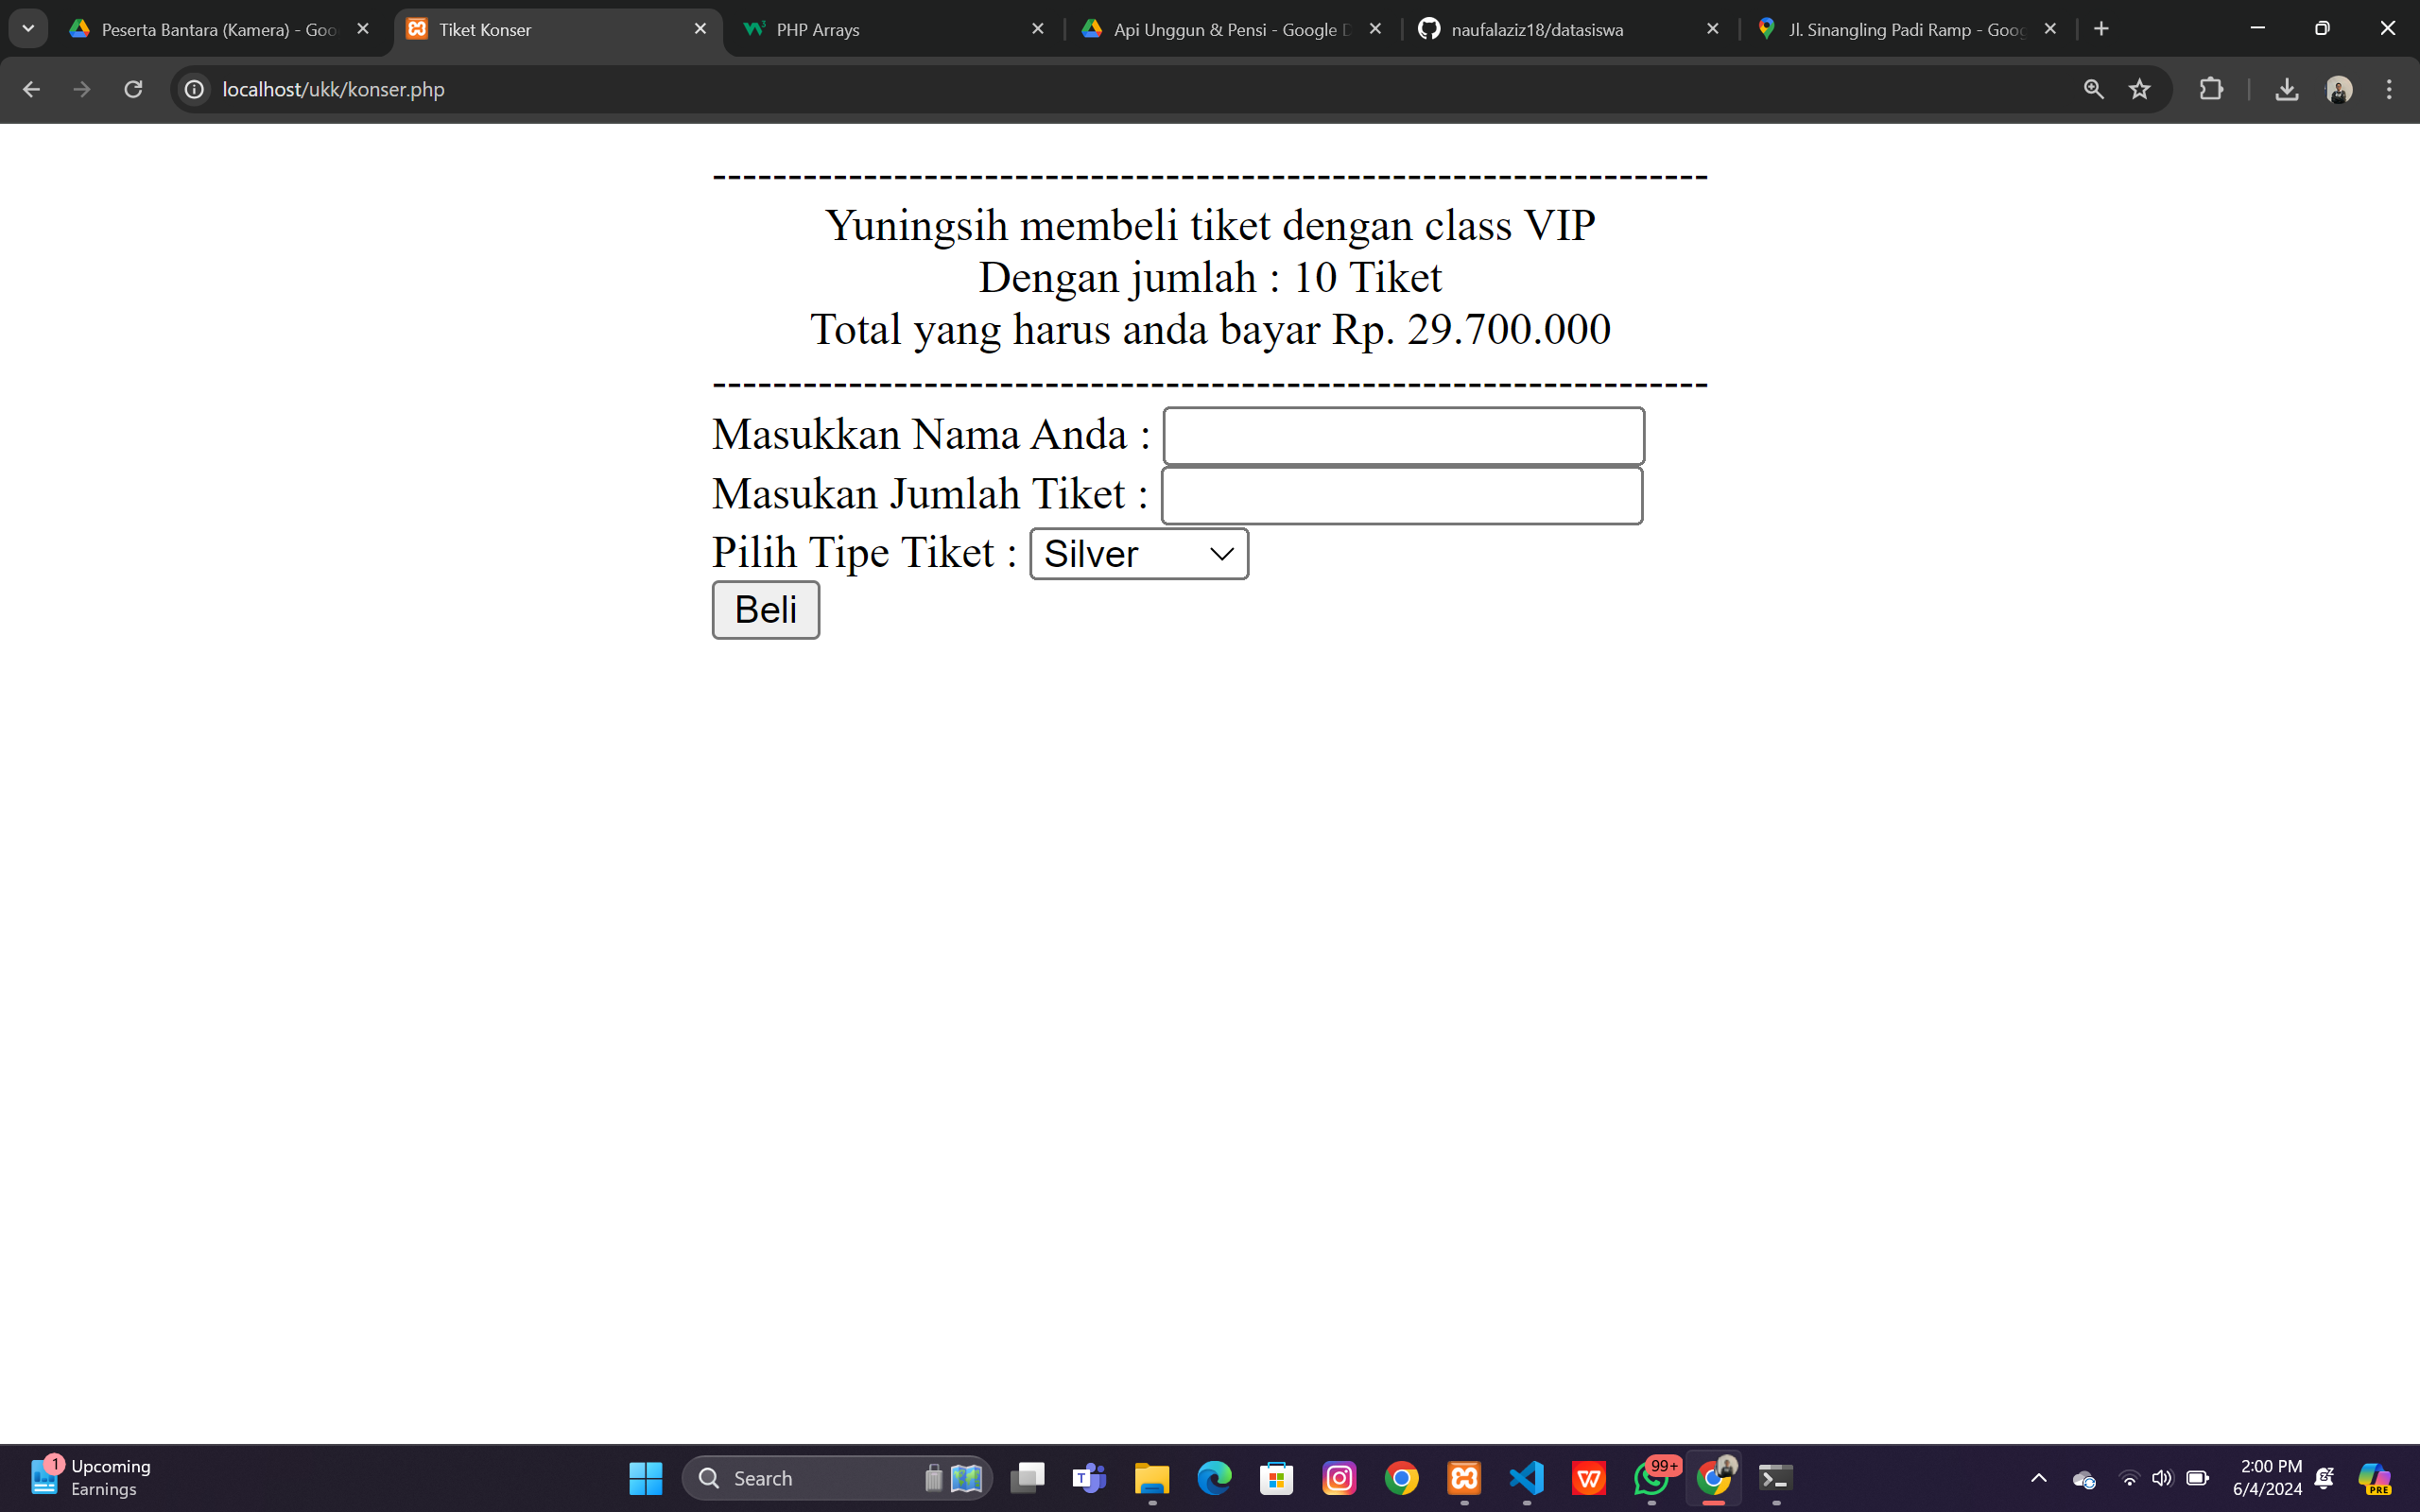 Peserta Bantara (Kamera) - Goo
Tiket Konser
PHP Arrays
Api Unggun & Pensi - Google D
naufalaziz18/datasiswa
Jl. Sinangling Padi Ramp - Goog
localhost/ukk/konser.php
------------------------------------------------------------------
Yuningsih membeli tiket dengan class VIP
Dengan jumlah : 10 Tiket
Total yang harus anda bayar Rp. 29.700.000
------------------------------------------------------------------
Masukkan Nama Anda :
Masukan Jumlah Tiket :
Pilih Tipe Tiket : Silver
Beli
1
Upcoming
Earnings
Search
T
W
99+
2:00 PM
6/4/2024
PRE